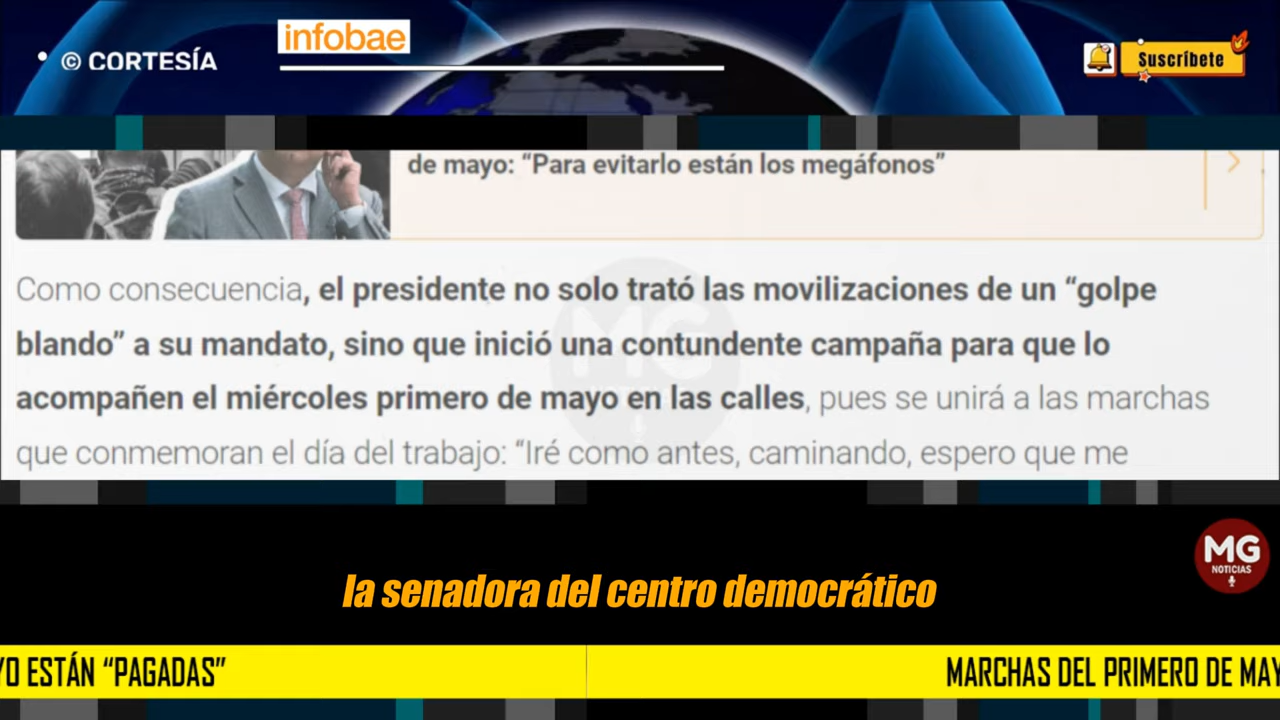 infobae
© CORTESÍA
Suscríbete
de mayo: “Para evitarlo están los megáfonos”
Como consecuencia, el presidente no solo trató las movilizaciones de un “golpe
blando” a su mandato, sino que inició una contundente campaña para que lo
acompañen el miércoles primero de mayo en las calles, pues se unirá a las marchas
que conmemoran el día del trabajo: “Iré como antes, caminando, espero que me
MG
NOTICIAS
la senadora del centro democrático
YO ESTÁN “PAGADAS”
MARCHAS DEL PRIMERO DE MAY